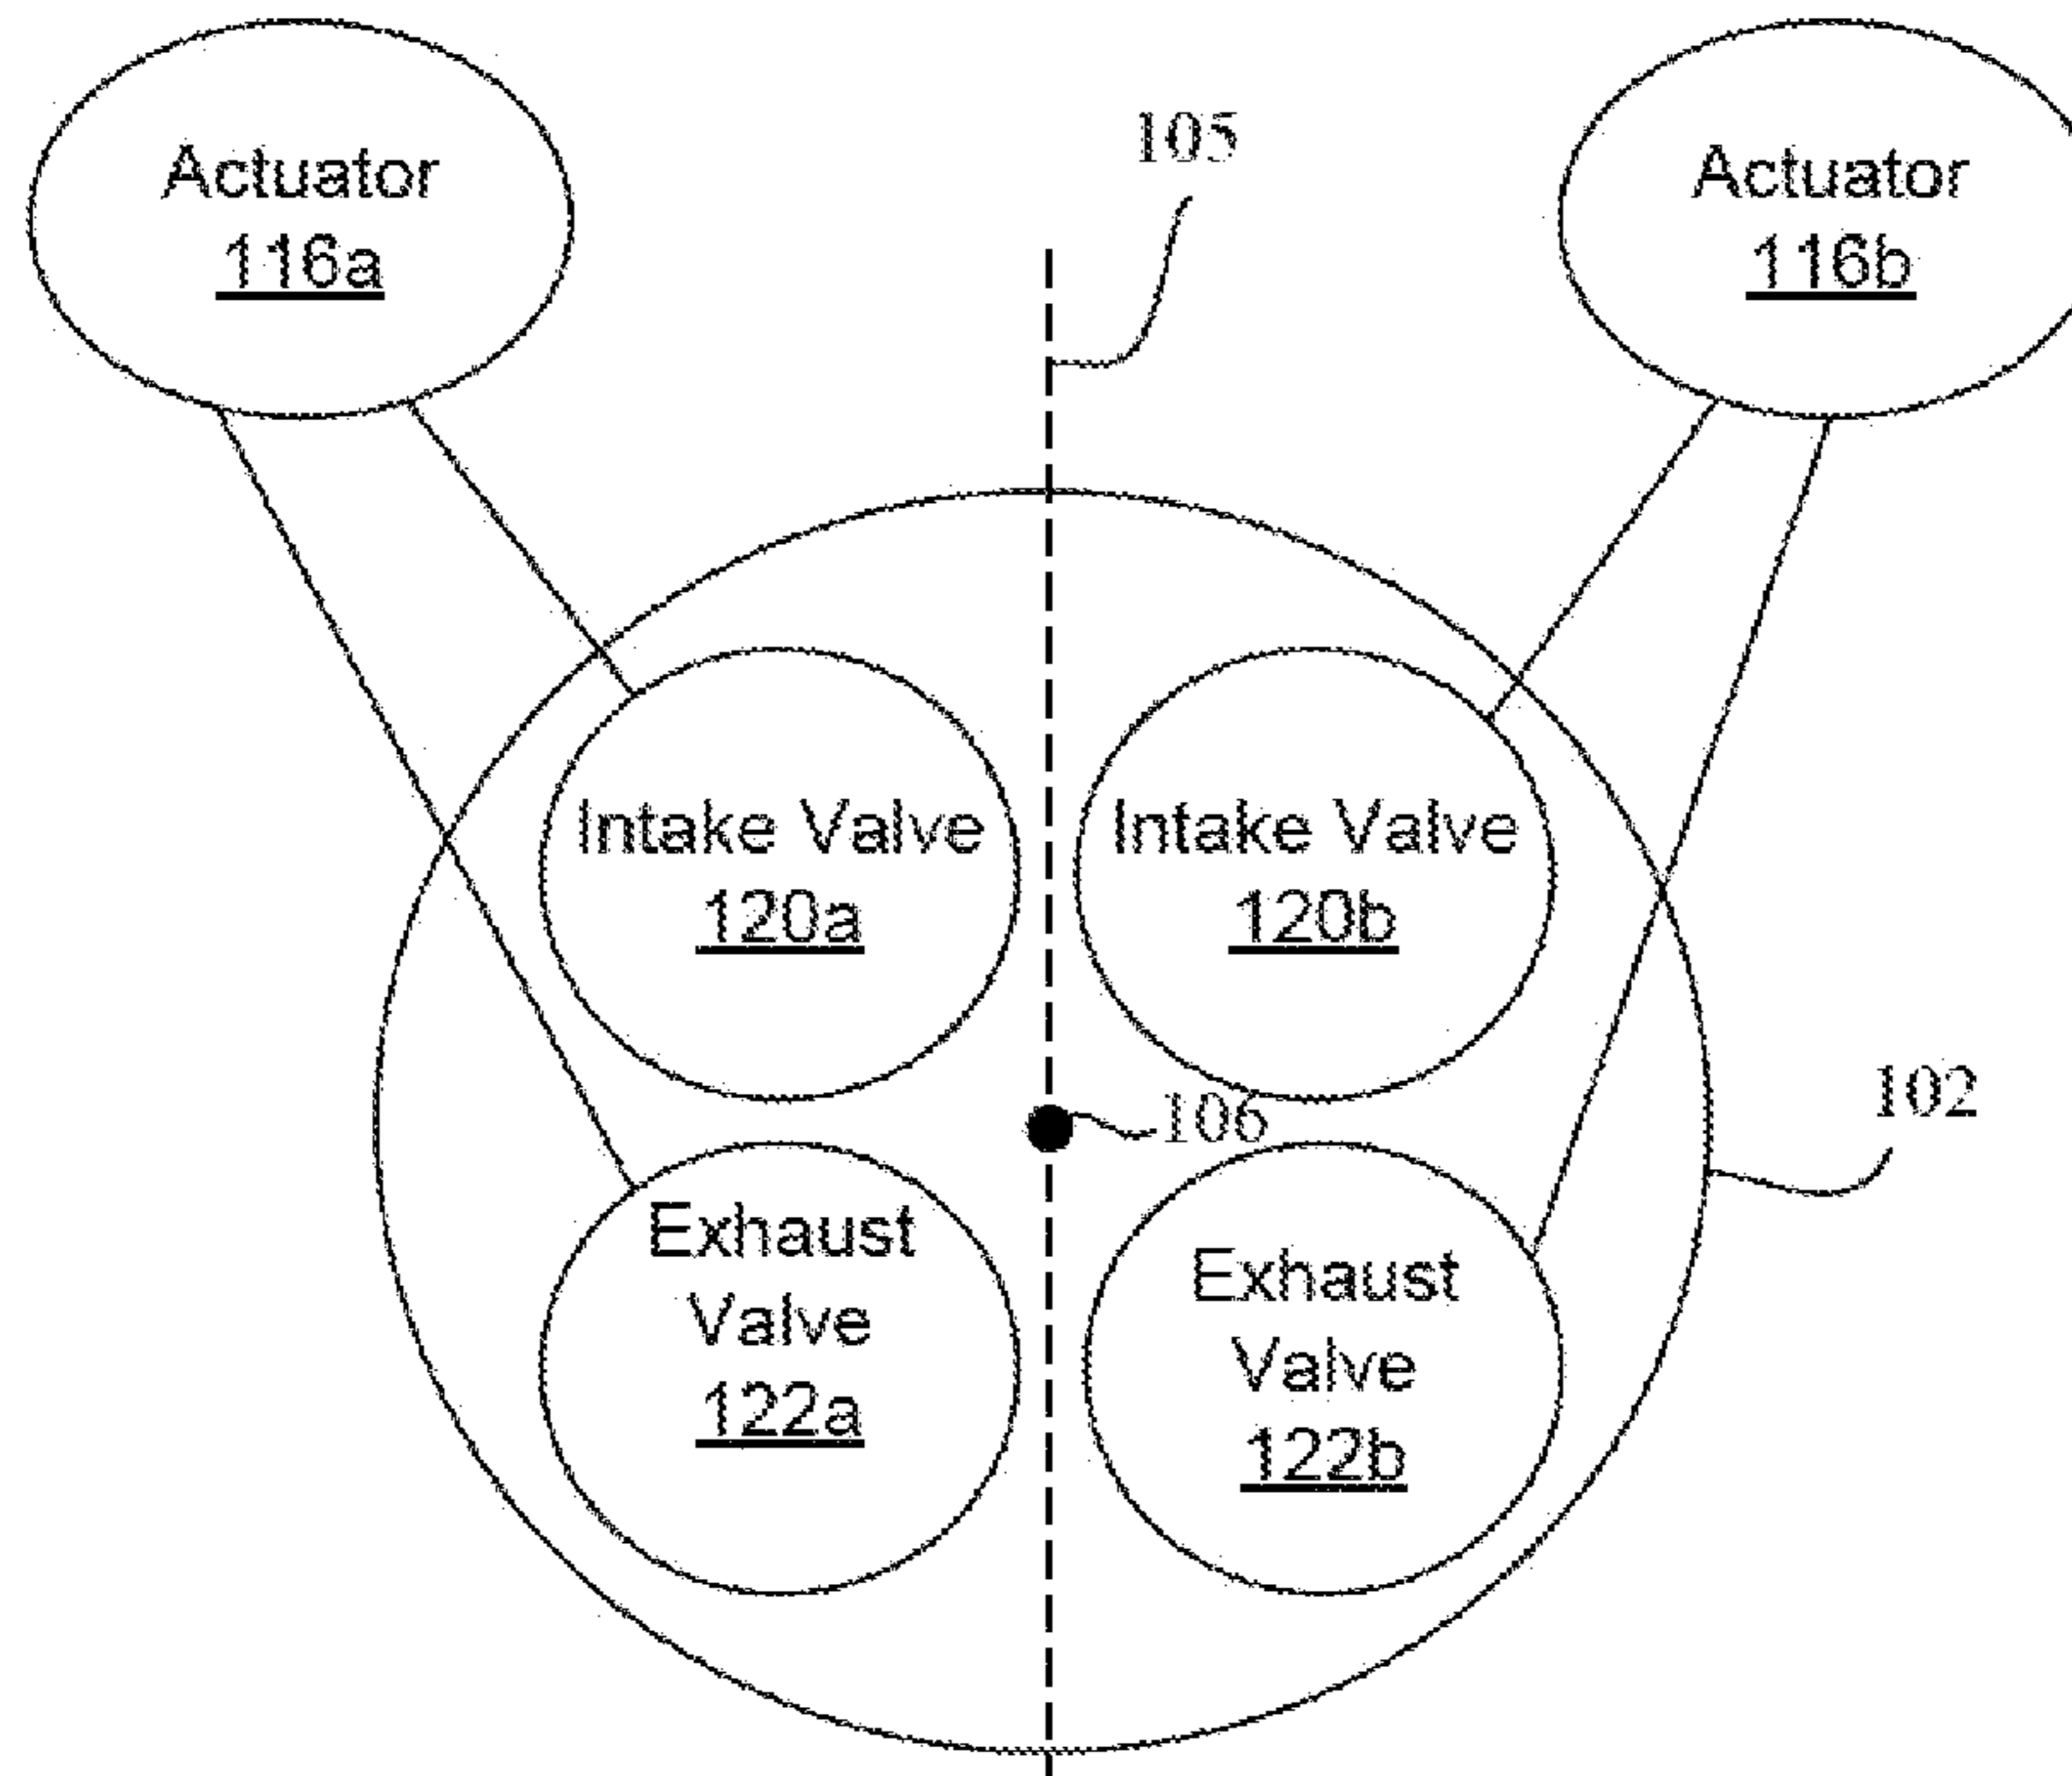 105
Actuator
116a
Actuator
116b
Intake Valve
120a
Intake Valve
120b
106
102
Exhaust
Valve
122a
Exhaust
Valve
122b